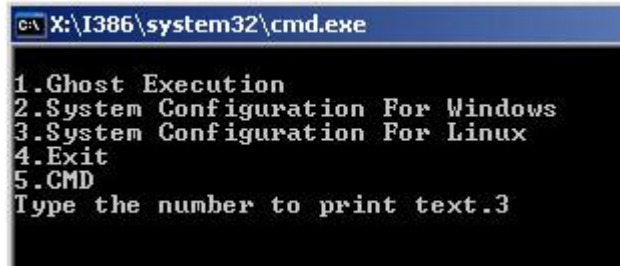 X:\I386\system32\cmd.exe
1.Ghost Execution
2.System Configuration For Windows
3.System Configuration For Linux
4.Exit
5.CMD
Type the number to print text.3